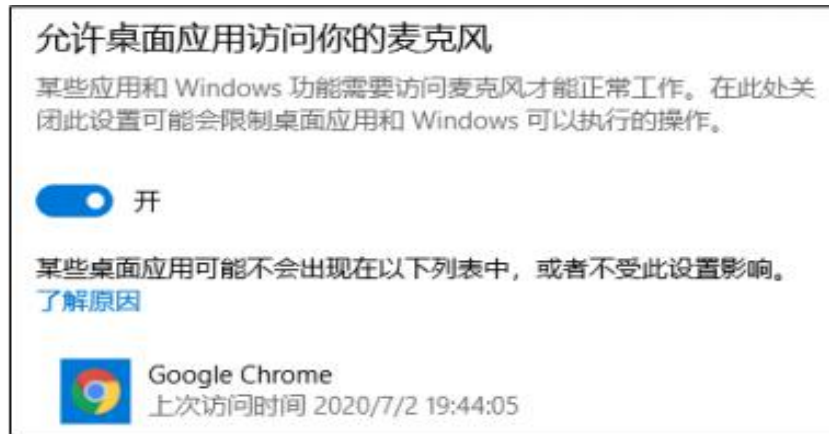 允许桌面应用访问你的麦克风
某些应用和 Windows 功能需要访问麦克风才能正常工作。在此处关
闭此设置可能会限制桌面应用和 Windows 可以执行的操作。
开
某些桌面应用可能不会出现在以下列表中，或者不受此设置影响。
了解原因
Google Chrome
上次访问时间 2020/7/2 19:44:05